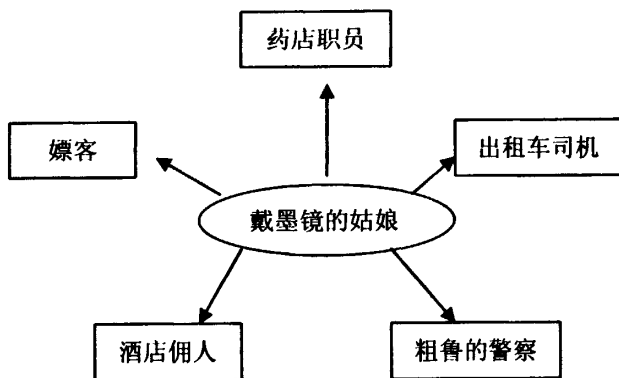 药店职员
嫖客
出租车司机
戴墨镜的姑娘
酒店佣人
粗鲁的警察